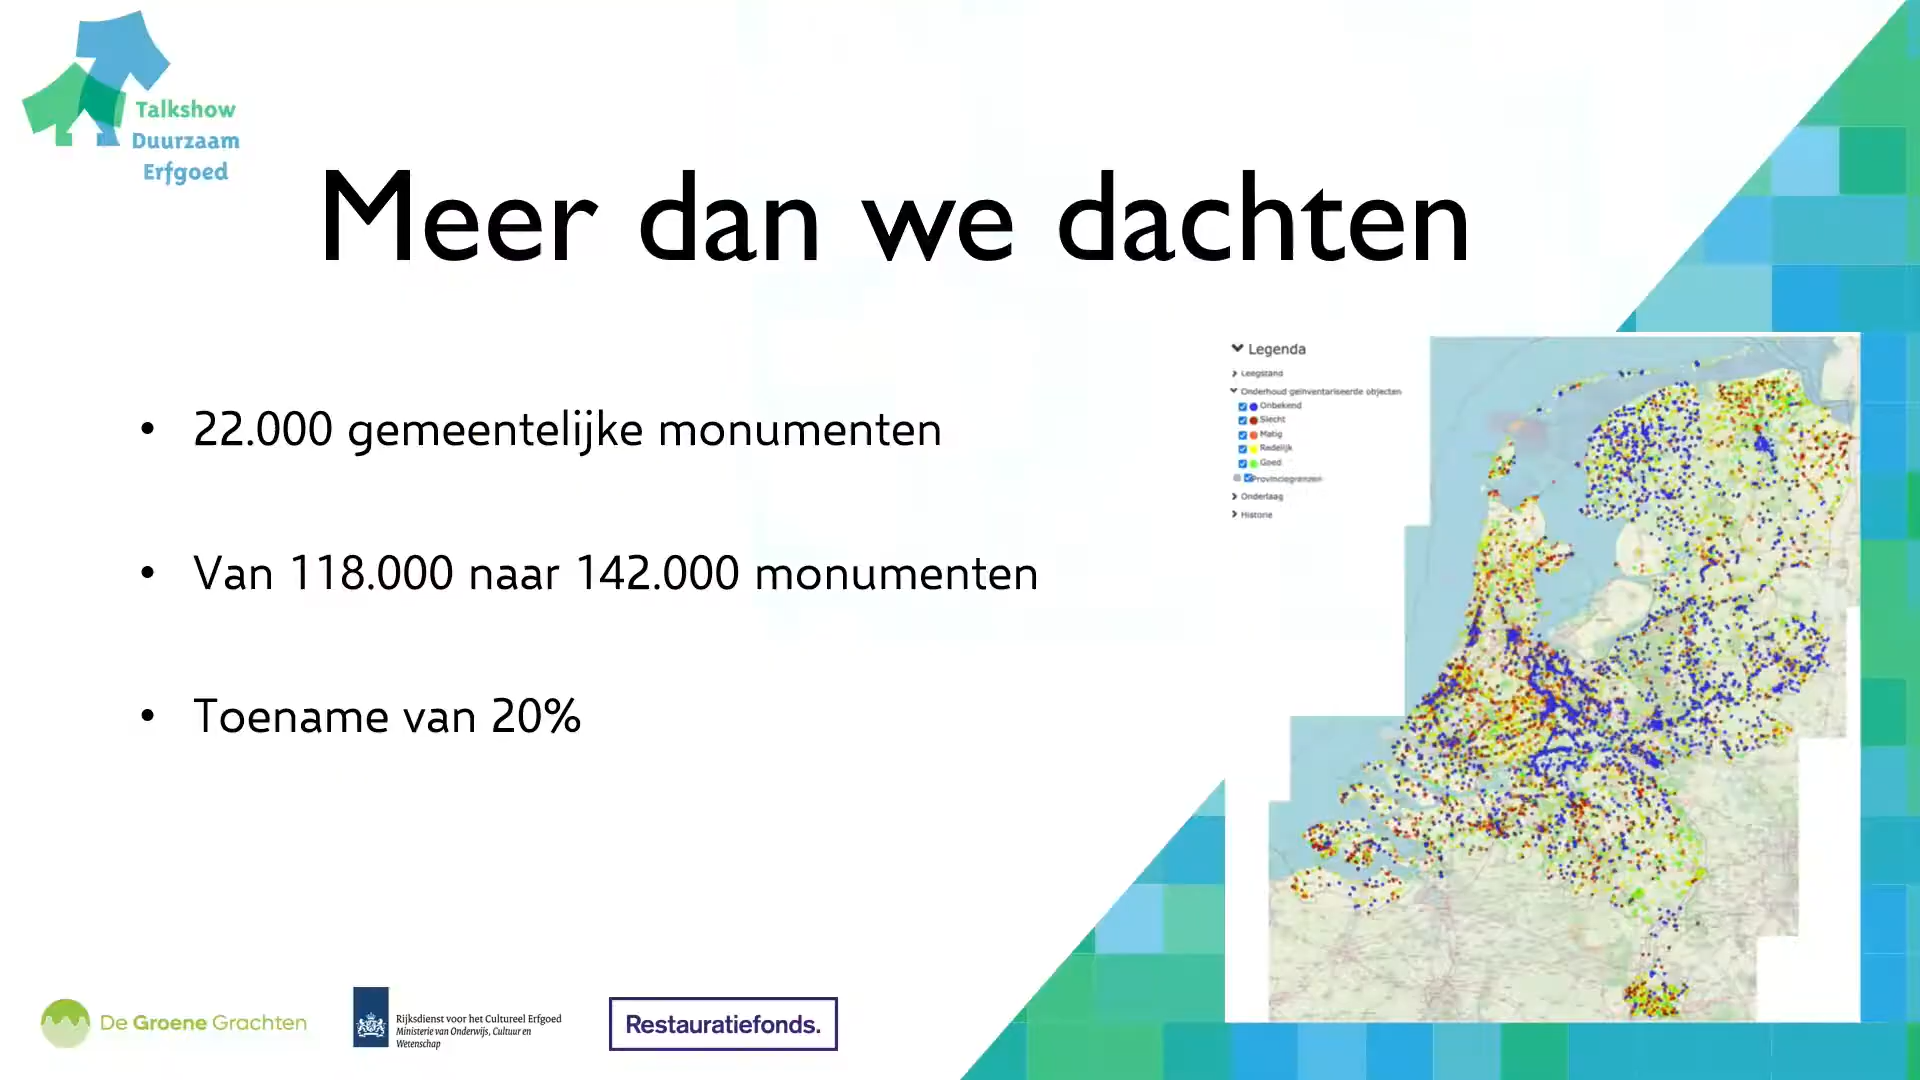 Talkshow
Duurzaam
Erfgoed
Meer dan we dachten
• 22.000 gemeentelijke monumenten
• Van 118.000 naar 142.000 monumenten
• Toename van 20%
Legenda
Leegstand
Onderhoud geïnventariseerde objecten
Onbekend
Slecht
Matig
Redelijk
Goed
Provinciegrenzen
Onderlaag
Historie
De Groene Grachten
Rijksdienst voor het Cultureel Erfgoed
Ministerie van Onderwijs, Cultuur en
Wetenschap
Restauratiefonds.